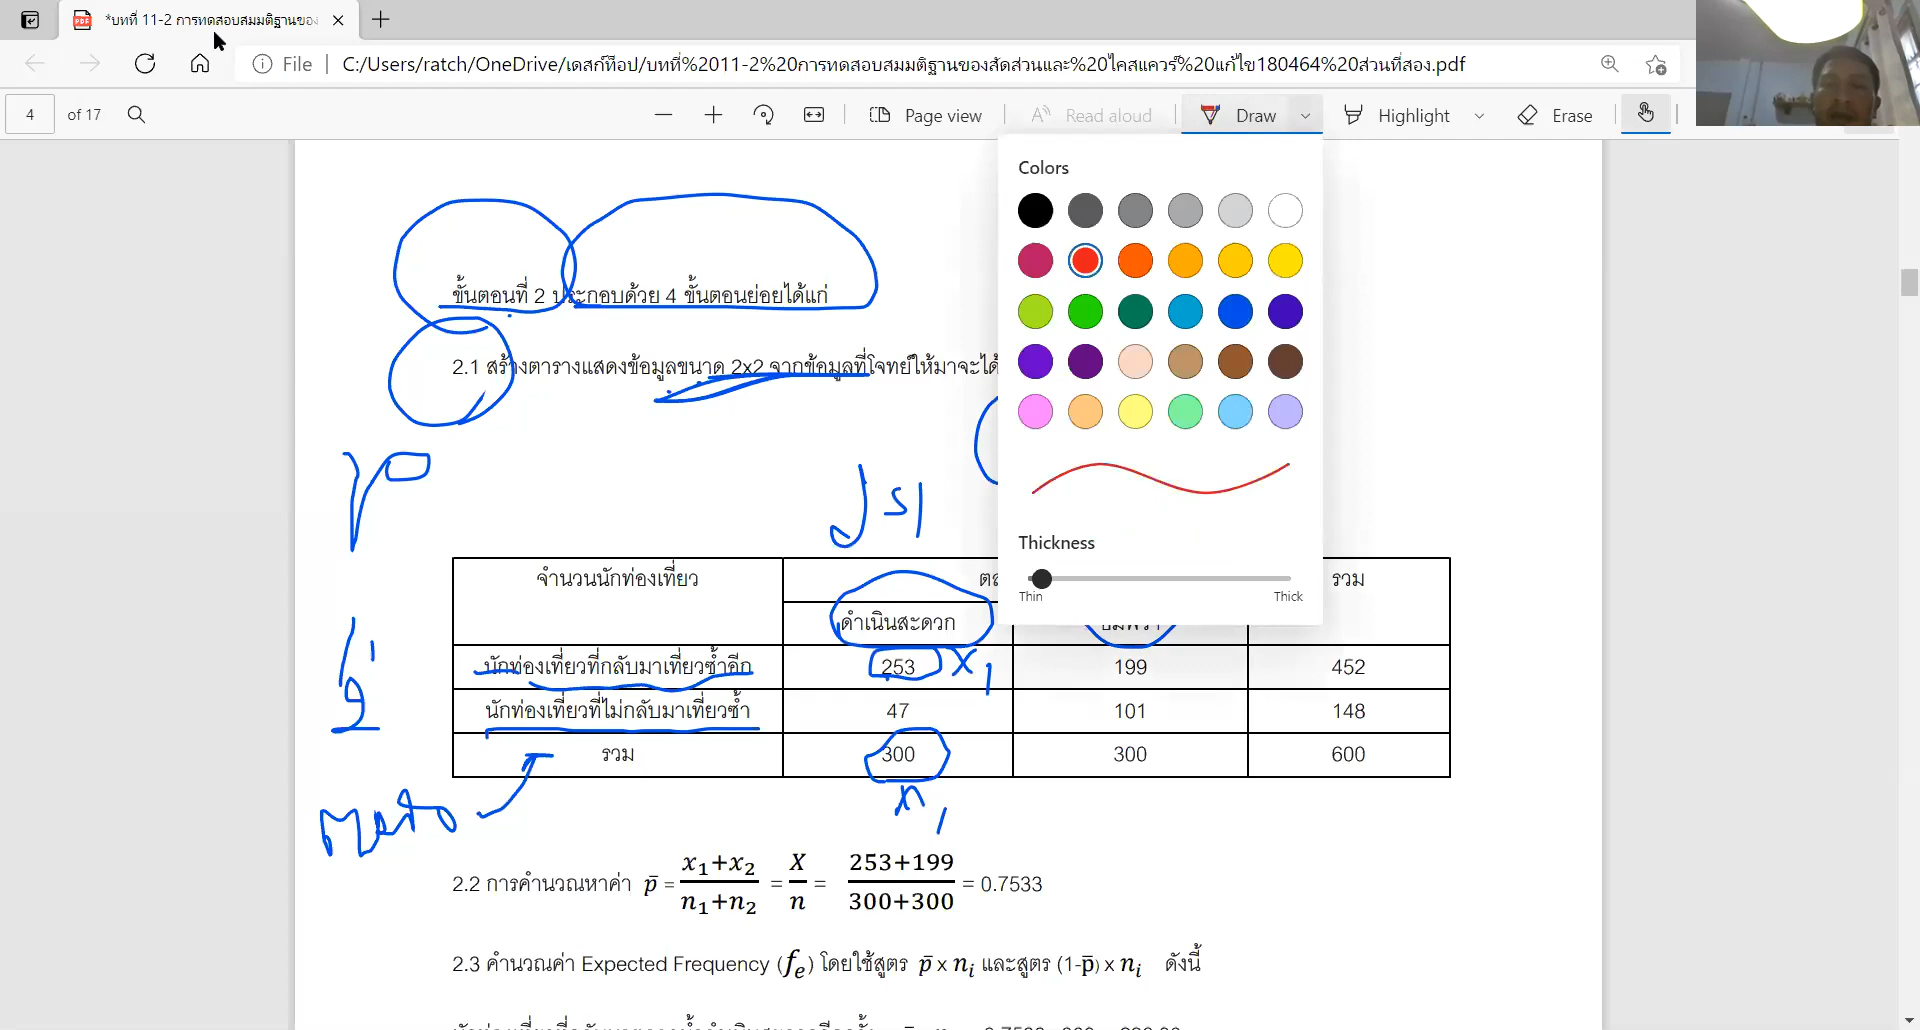 *บทที่ 11-2 การทดสอบสมมติฐานของ
File C:/Users/ratch/OneDrive/เดสก์ท็อป/บทที่%2011-2%20การทดสอบสมมติฐานของสัดส่วนและ%20ไคสแควร์%20แก้ไข180464%20ส่วนที่สอง.pdf
4 of 17 Page view Read aloud Draw Highlight Erase
Colors
Thickness
Thin Thick
ขั้นตอนที่ 2 ประกอบด้วย 4 ขั้นตอนย่อยได้แก่
2.1 สร้างตารางแสดงข้อมูลขนาด 2x2 จากข้อมูลที่โจทย์ให้มาจะได้
จำนวนนักท่องเที่ยว รวม
ดำเนินสะดวก
นักท่องเที่ยวที่กลับมาเที่ยวซ้ำอีก 253 x1 199 452
นักท่องเที่ยวที่ไม่กลับมาเที่ยวซ้ำ 47 101 148
รวม 300 300 600
n1
2.2 การคำนวณหาค่า p̄ = (x₁+x₂)/(n₁+n₂) = X/n = (253+199)/(300+300) = 0.7533
2.3 คำนวณค่า Expected Frequency (fₑ) โดยใช้สูตร p̄ x nᵢ และสูตร (1-p̄) x nᵢ ดังนี้